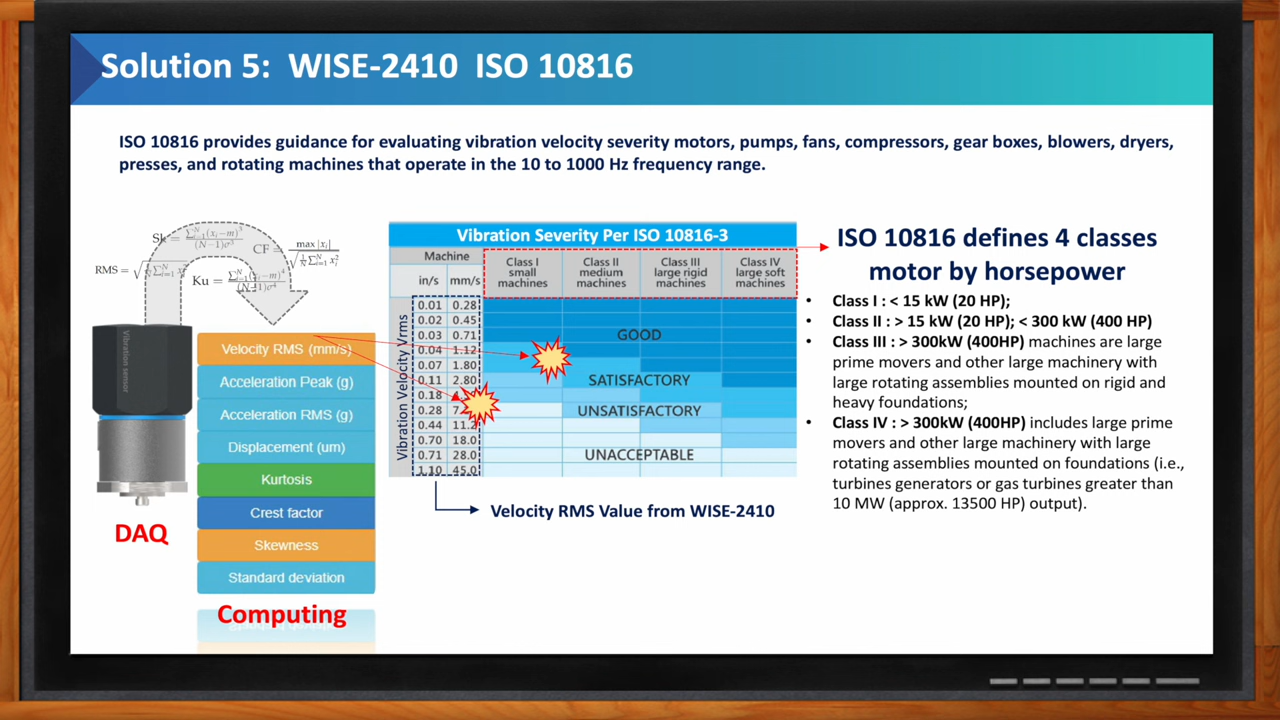 Solution 5: WISE-2410 ISO 10816
ISO 10816 provides guidance for evaluating vibration velocity severity motors, pumps, fans, compressors, gear boxes, blowers, dryers,
presses, and rotating machines that operate in the 10 to 1000 Hz frequency range.
RMS =
CF =
max |xᵢ|
Ku =
Vibration sensor
DAQ
Velocity RMS (mm/s)
Acceleration Peak (g)
Acceleration RMS (g)
Displacement (um)
Kurtosis
Crest factor
Skewness
Standard deviation
Computing
Vibration Severity Per ISO 10816-3
Machine
in/s mm/s
Class I small machines
Class II medium machines
Class III large rigid machines
Class IV large soft machines
Vibration Velocity Vrms
0.01 0.28
0.02 0.45
0.03 0.71
0.04 1.12
0.07 1.80
0.11 2.80
0.18
0.28
0.44 11.2
0.70 18.0
0.71 28.0
1.10 45.0
GOOD
SATISFACTORY
UNSATISFACTORY
UNACCEPTABLE
Velocity RMS Value from WISE-2410
ISO 10816 defines 4 classes
motor by horsepower
• Class I : < 15 kW (20 HP);
• Class II : > 15 kW (20 HP); < 300 kW (400 HP)
• Class III : > 300kW (400HP) machines are large
prime movers and other large machinery with
large rotating assemblies mounted on rigid and
heavy foundations;
• Class IV : > 300kW (400HP) includes large prime
movers and other large machinery with large
rotating assemblies mounted on foundations (i.e.,
turbines generators or gas turbines greater than
10 MW (approx. 13500 HP) output).